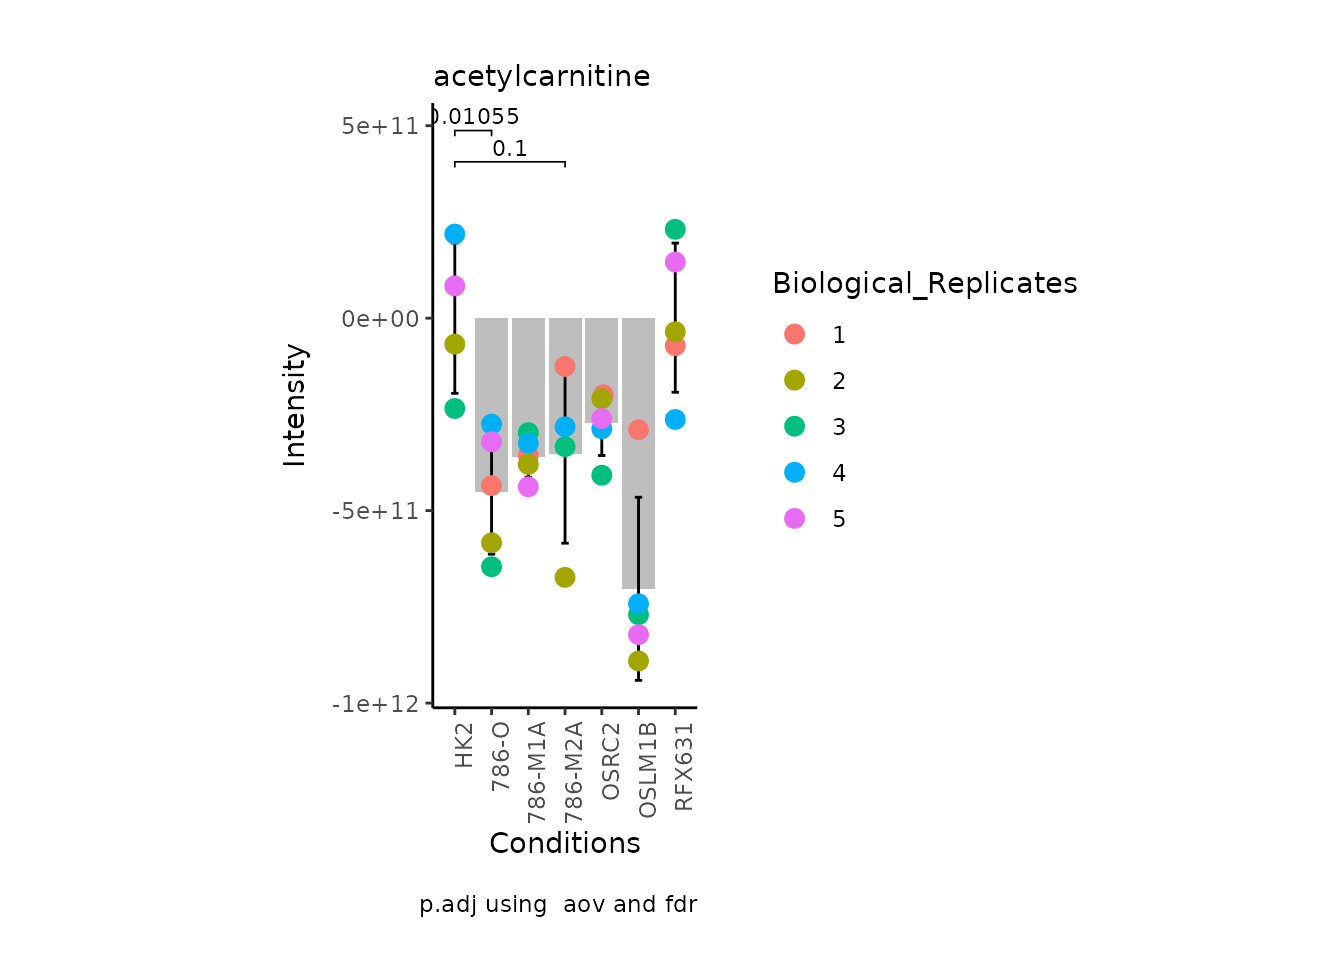 acetylcarnitine
0.01055
0.1
5e+11
0e+00
-5e+11
-1e+12
Intensity
HK2
786-O
786-M1A
786-M2A
OSRC2
OSLM1B
RFX631
Conditions
p.adj using  aov and fdr
Biological_Replicates
1
2
3
4
5